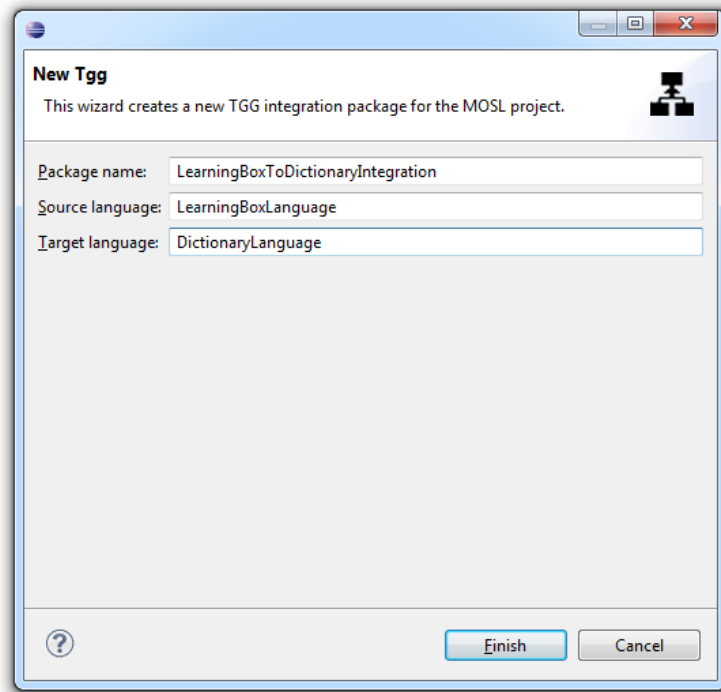 New Tgg
This wizard creates a new TGG integration package for the MOSL project.
Package name: LearningBoxToDictionaryIntegration
Source language: LearningBoxLanguage
Target language: DictionaryLanguage
? Finish Cancel